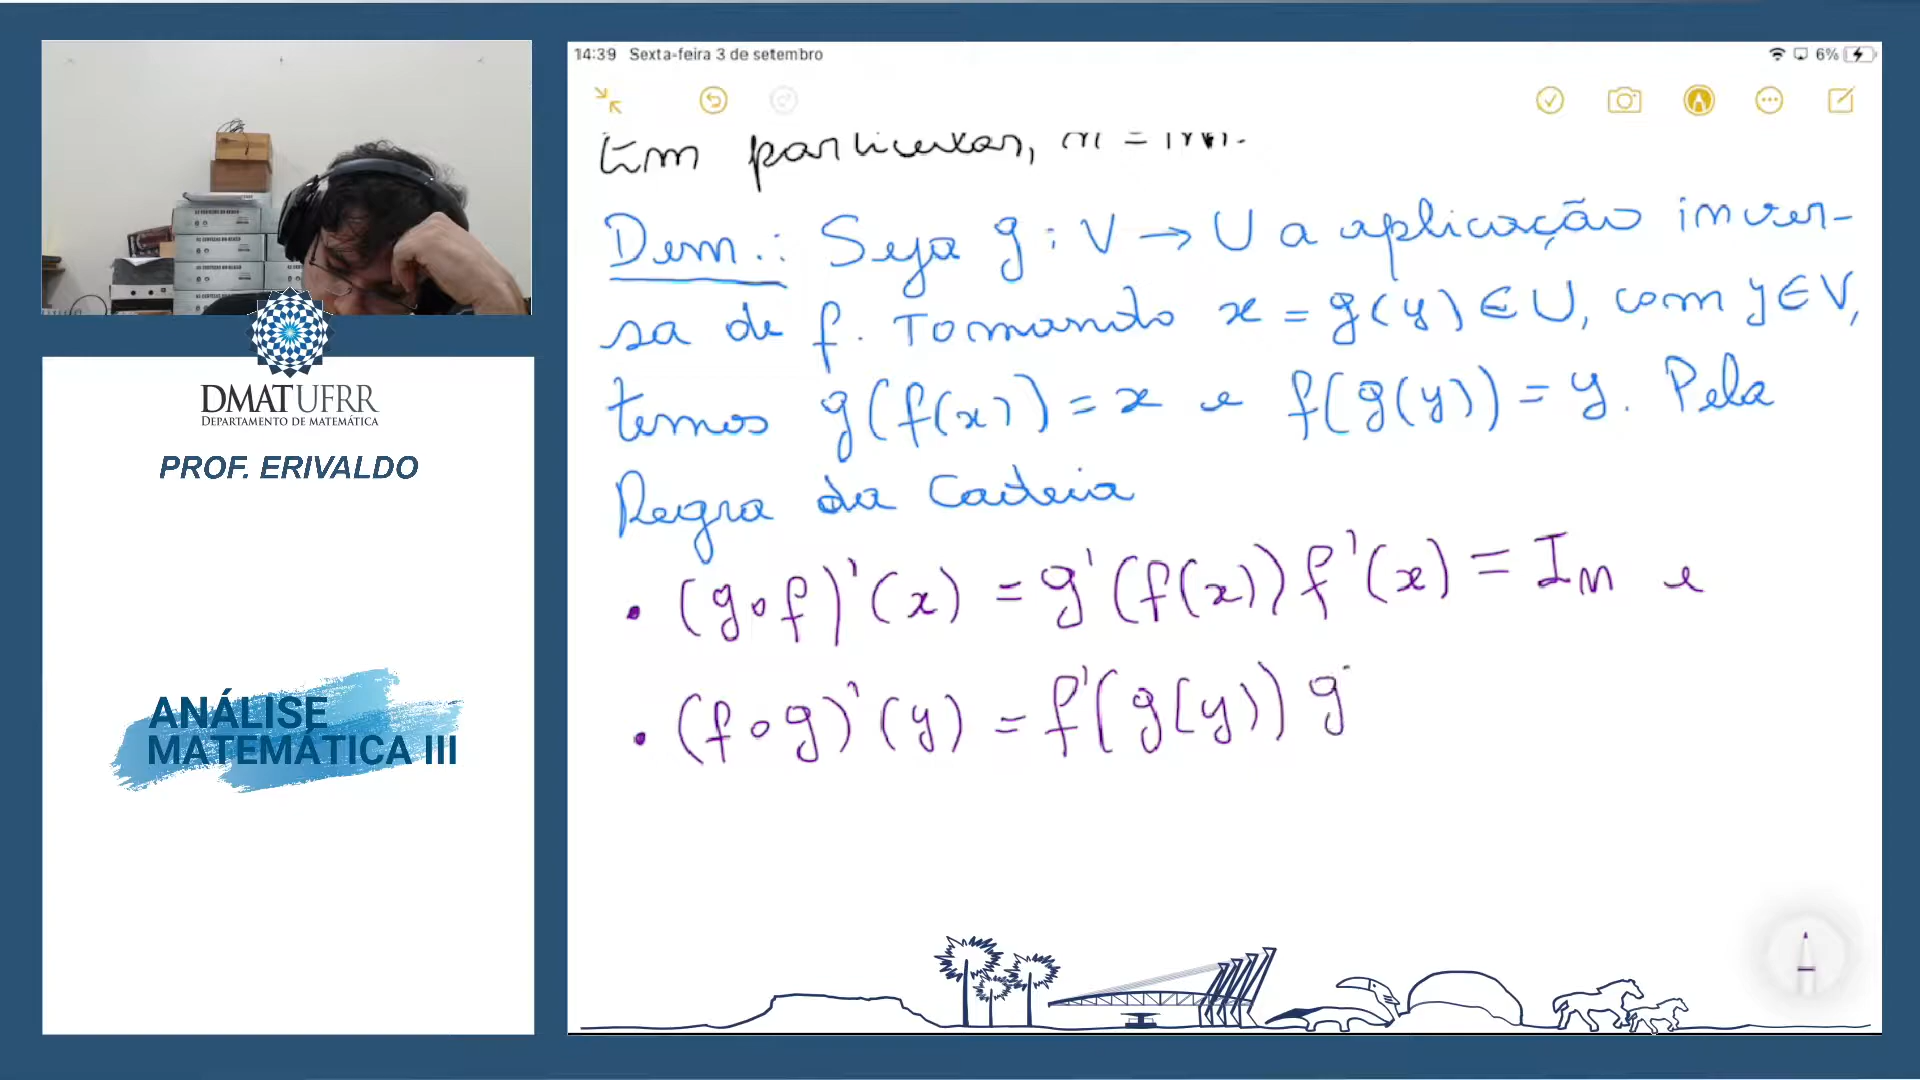 14:39 Sexta-feira 3 de setembro
6%
Em particular, m = n.
Dem.: Seja g : V → U a aplicação inver-
sa de f. Tomando x = g(y) ∈ U, com y ∈ V,
temos g(f(x)) = x e f(g(y)) = y. Pela
Regra da Cadeia
• (g∘f)'(x) = g'(f(x)) f'(x) = Im e
• (f∘g)'(y) = f'(g(y)) g'
DMATUFRR
DEPARTAMENTO DE MATEMÁTICA
PROF. ERIVALDO
ANÁLISE
MATEMÁTICA III